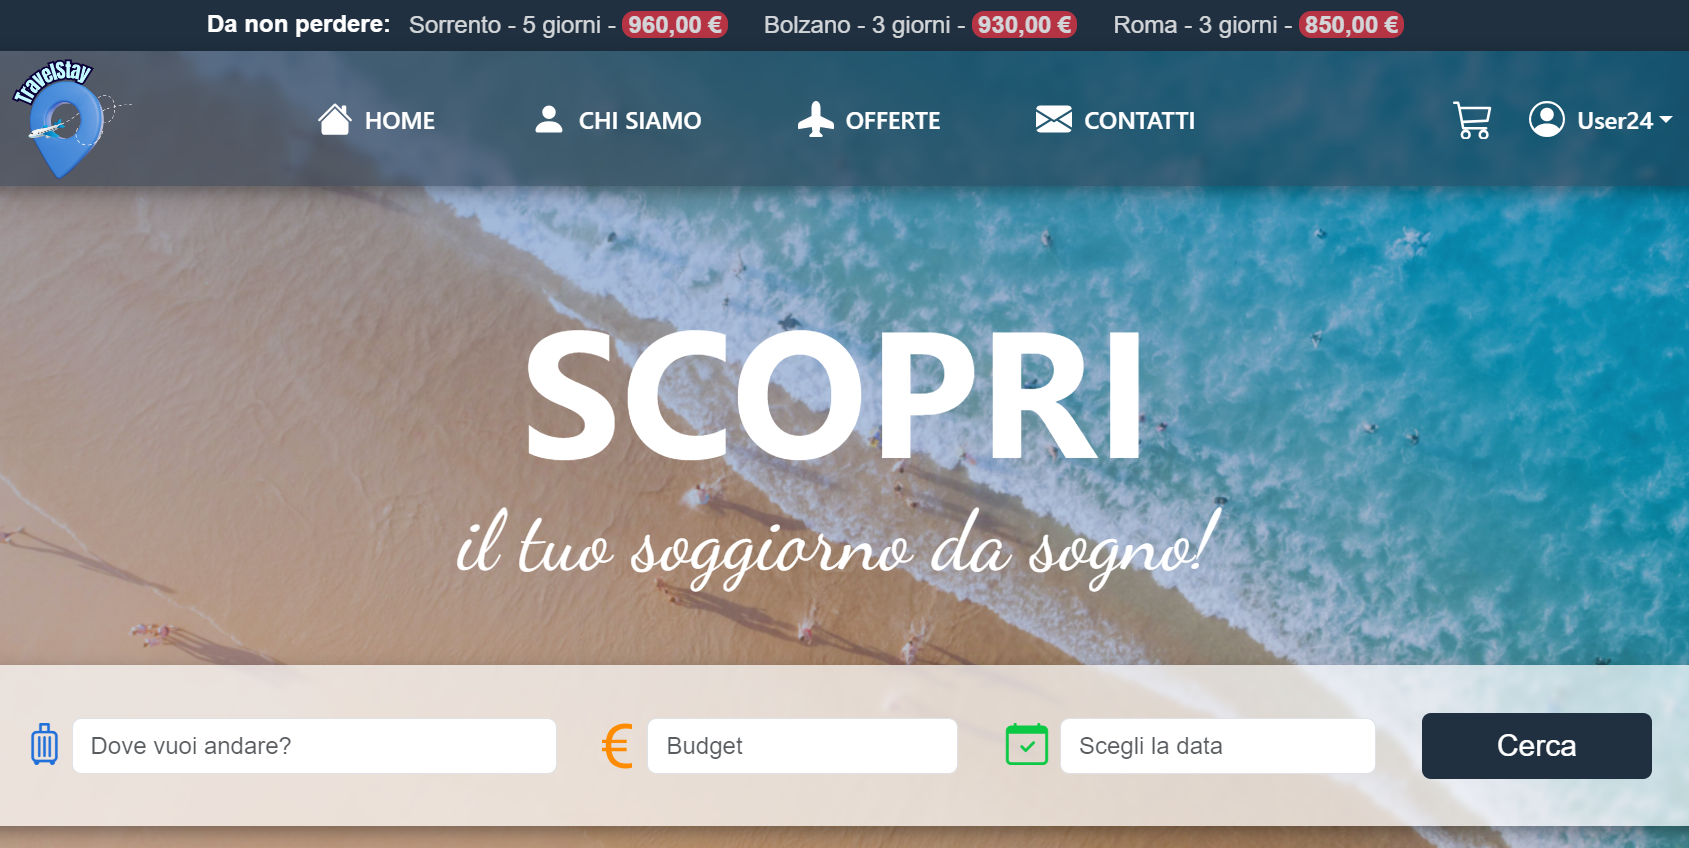 Da non perdere: Sorrento - 5 giorni - 960,00 € Bolzano - 3 giorni - 930,00 € Roma - 3 giorni - 850,00 €
TravelStay
HOME CHI SIAMO OFFERTE CONTATTI User24
SCOPRI
il tuo soggiorno da sogno!
Dove vuoi andare? € Budget Scegli la data Cerca